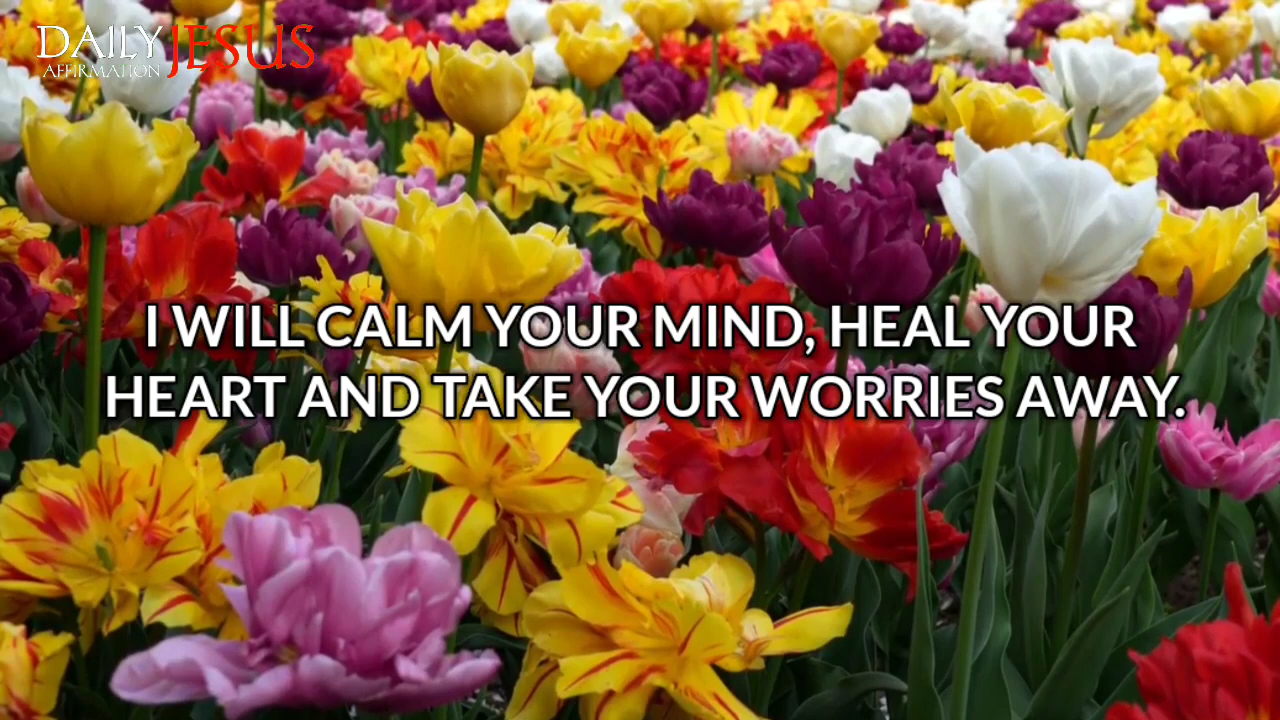 DAILY JESUS
AFFIRMATION
I WILL CALM YOUR MIND, HEAL YOUR
HEART AND TAKE YOUR WORRIES AWAY.